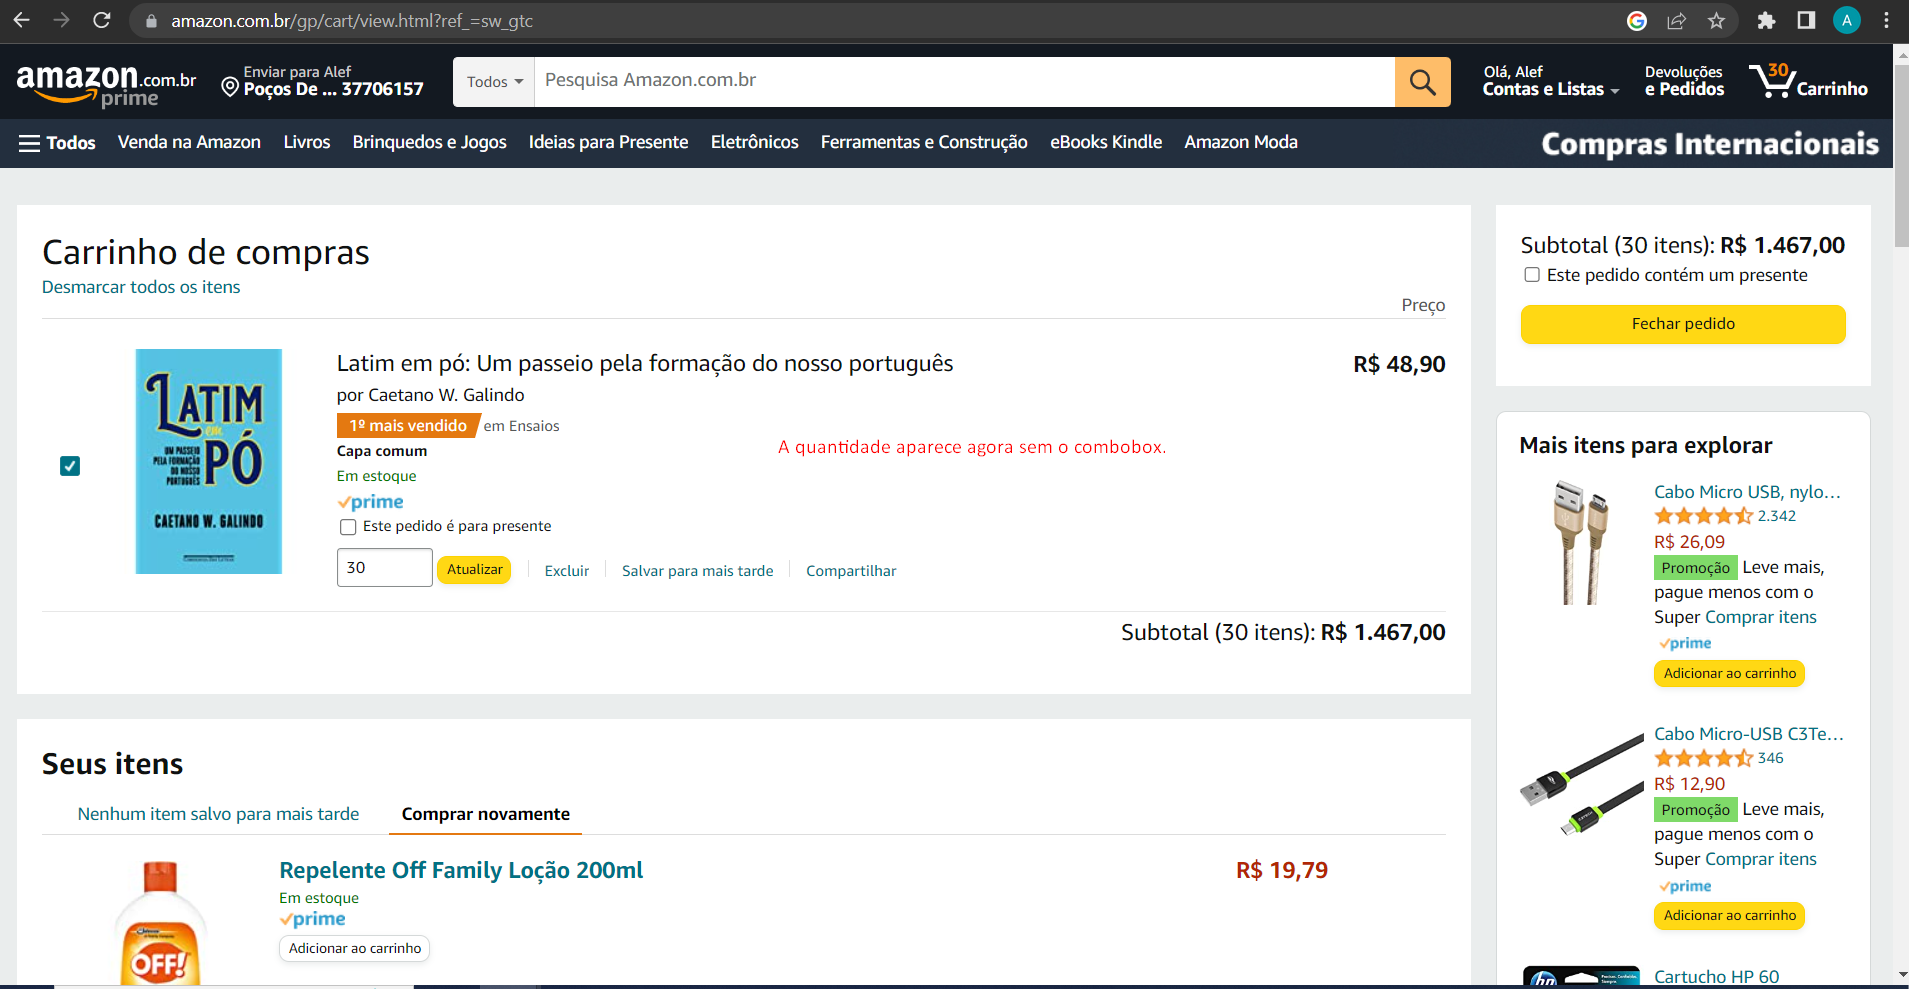 amazon.com.br/gp/cart/view.html?ref_=sw_gtc
A
amazon.com.br
prime
Enviar para Alef
Poços De ... 37706157
Todos
Pesquisa Amazon.com.br
Olá, Alef
Contas e Listas
Devoluções
e Pedidos
30
Carrinho
Todos
Venda na Amazon
Livros
Brinquedos e Jogos
Ideias para Presente
Eletrônicos
Ferramentas e Construção
eBooks Kindle
Amazon Moda
Compras Internacionais
Carrinho de compras
Desmarcar todos os itens
Preço
LATIM
em
PÓ
UM PASSEIO
PELA FORMAÇÃO
DO NOSSO
PORTUGUÊS
CAETANO W. GALINDO
Latim em pó: Um passeio pela formação do nosso português
R$ 48,90
por Caetano W. Galindo
1º mais vendido em Ensaios
A quantidade aparece agora sem o combobox.
Capa comum
Em estoque
prime
Este pedido é para presente
30
Atualizar
Excluir
Salvar para mais tarde
Compartilhar
Subtotal (30 itens): R$ 1.467,00
Seus itens
Nenhum item salvo para mais tarde
Comprar novamente
OFF!
Repelente Off Family Loção 200ml
R$ 19,79
Em estoque
prime
Adicionar ao carrinho
Subtotal (30 itens): R$ 1.467,00
Este pedido contém um presente
Fechar pedido
Mais itens para explorar
Cabo Micro USB, nylo...
2.342
R$ 26,09
Promoção Leve mais,
pague menos com o
Super Comprar itens
prime
Adicionar ao carrinho
Cabo Micro-USB C3Te...
346
R$ 12,90
Promoção Leve mais,
pague menos com o
Super Comprar itens
prime
Adicionar ao carrinho
hp
Cartucho HP 60